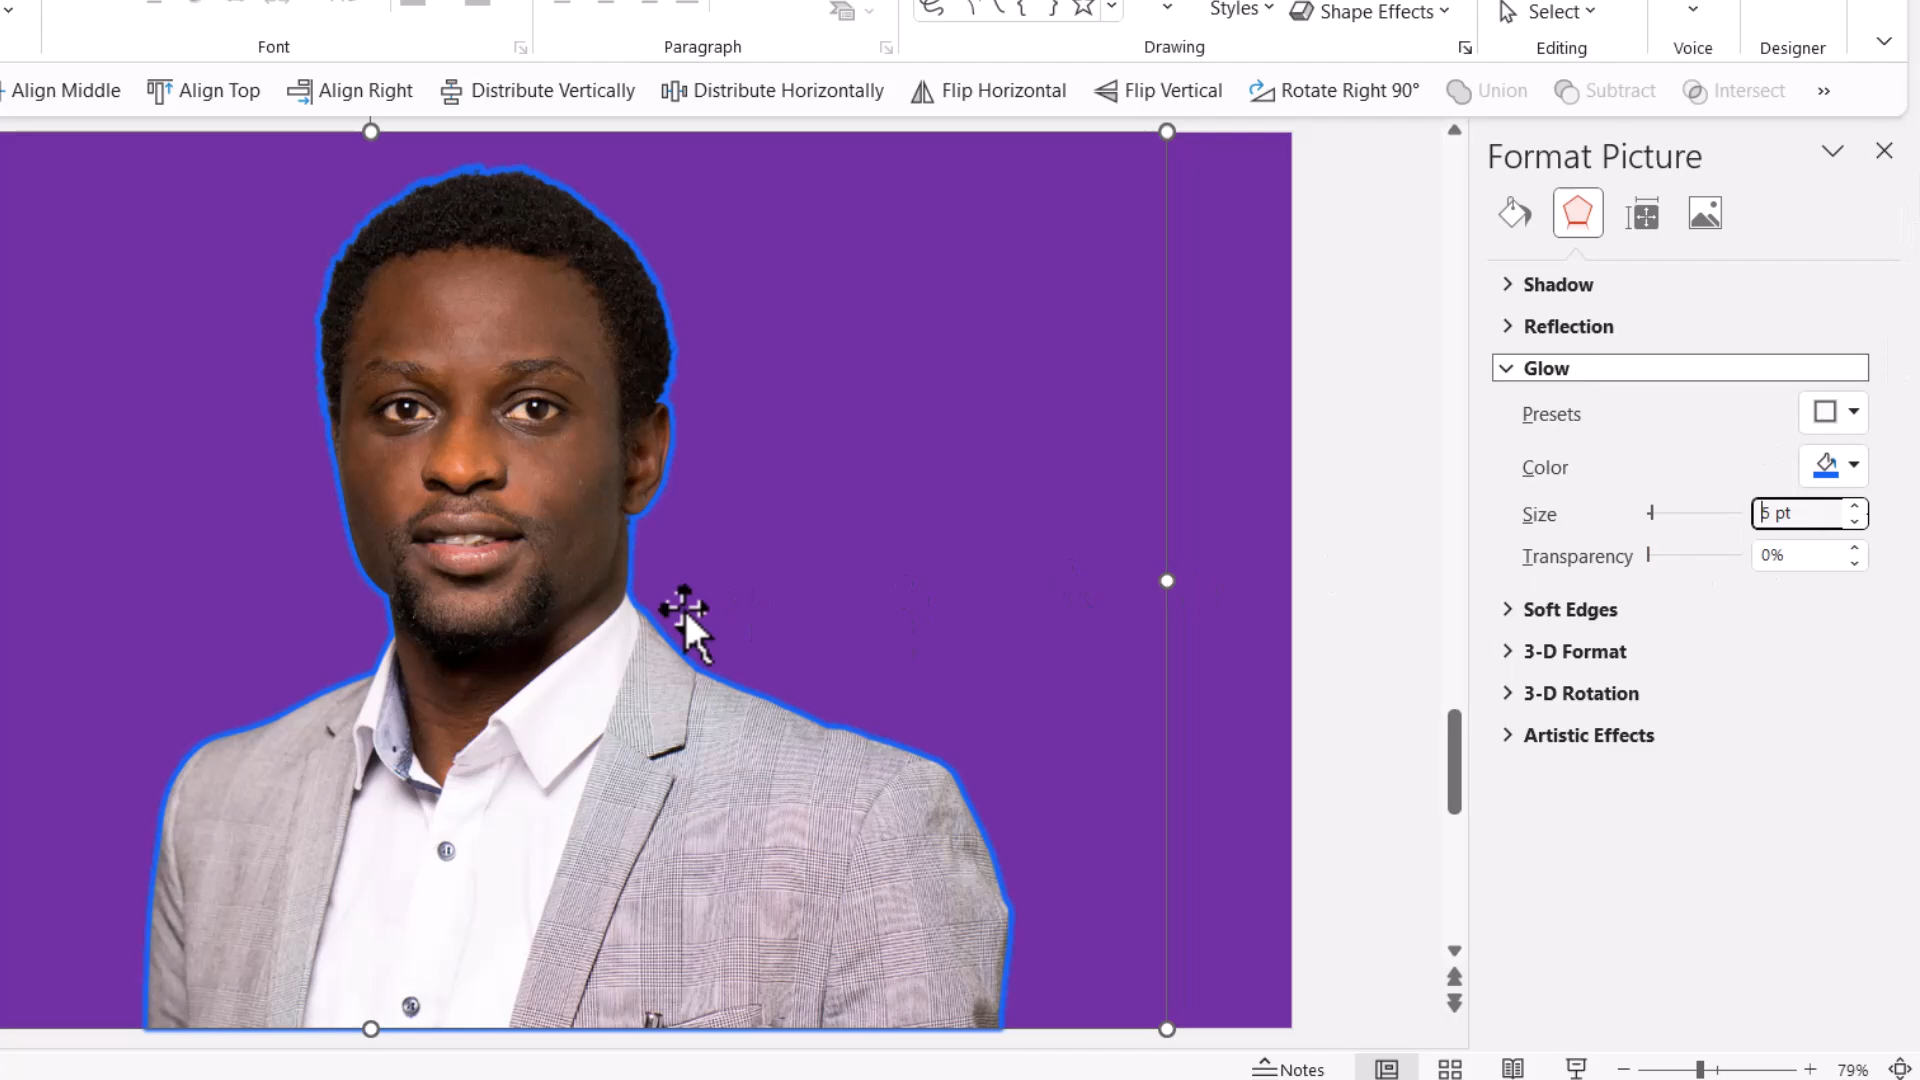 Styles
Shape Effects
Select
Font
Paragraph
Drawing
Editing
Voice
Designer
Align Middle
Align Top
Align Right
Distribute Vertically
Distribute Horizontally
Flip Horizontal
Flip Vertical
Rotate Right 90°
Union
Subtract
Intersect
Format Picture
Shadow
Reflection
Glow
Presets
Color
Size
5 pt
Transparency
0%
Soft Edges
3-D Format
3-D Rotation
Artistic Effects
Notes
79%